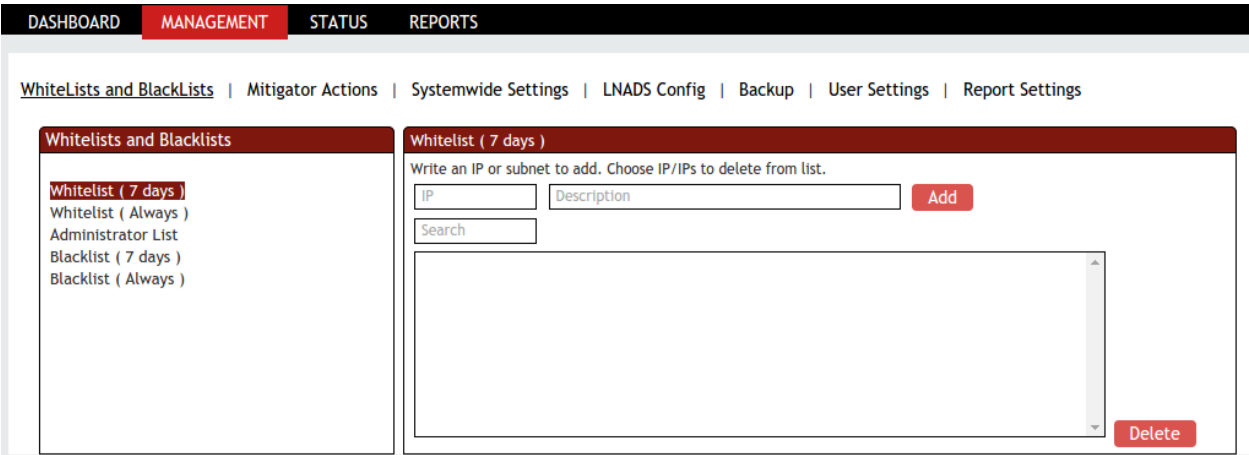 DASHBOARD MANAGEMENT STATUS REPORTS
WhiteLists and BlackLists | Mitigator Actions | Systemwide Settings | LNADS Config | Backup | User Settings | Report Settings
Whitelists and Blacklists
Whitelist ( 7 days )
Whitelist ( Always )
Administrator List
Blacklist ( 7 days )
Blacklist ( Always )
Whitelist ( 7 days )
Write an IP or subnet to add. Choose IP/IPs to delete from list.
IP Description Add
Search
Delete